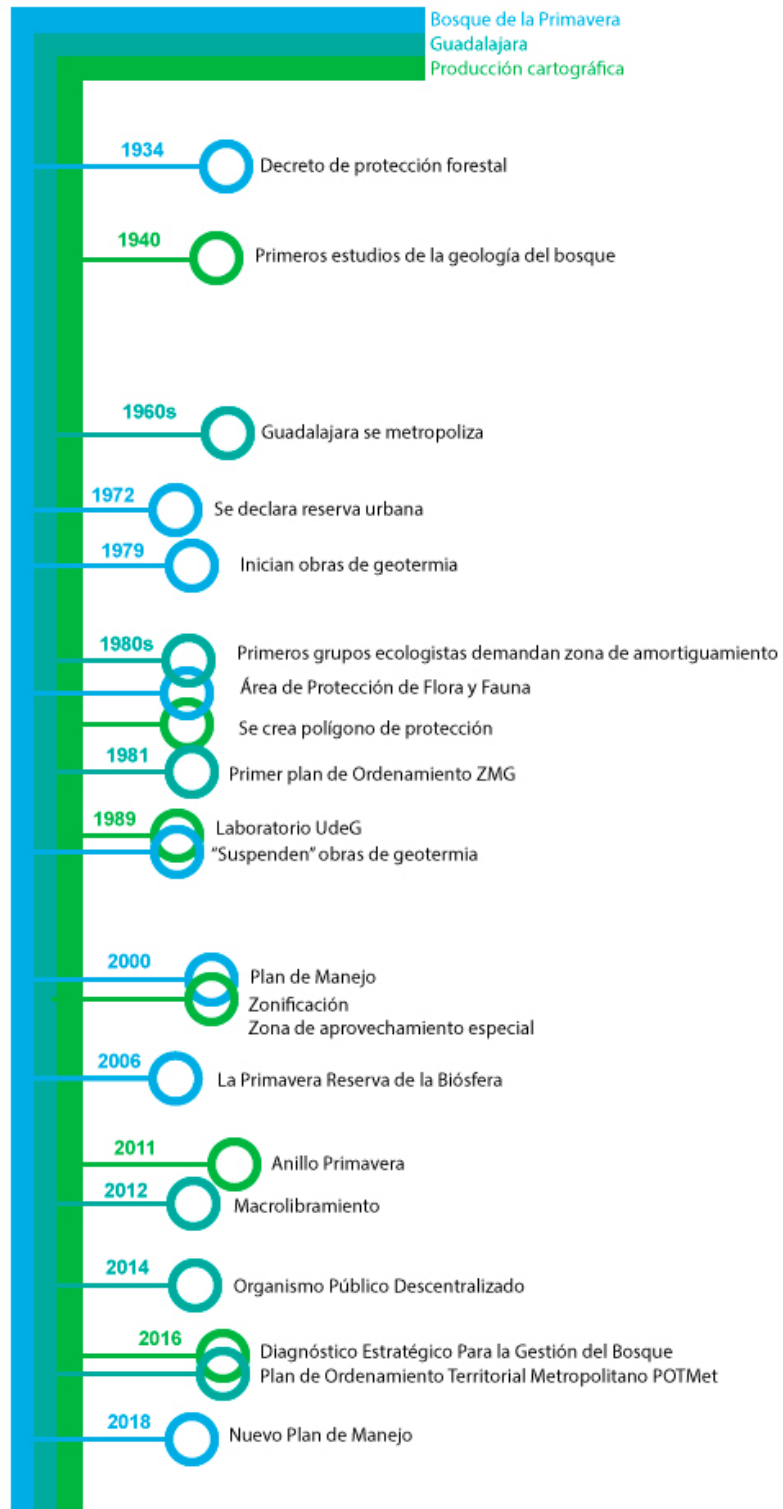 Bosque de la Primavera
Guadalajara
Producción cartográfica
1934
Decreto de protección forestal
1940
Primeros estudios de la geología del bosque
1960s
Guadalajara se metropoliza
1972
Se declara reserva urbana
1979
Inician obras de geotermia
1980s
Primeros grupos ecologistas demandan zona de amortiguamiento
Área de Protección de Flora y Fauna
Se crea polígono de protección
1981
Primer plan de Ordenamiento ZMG
1989
Laboratorio UdeG
“Suspenden” obras de geotermia
2000
Plan de Manejo
Zonificación
Zona de aprovechamiento especial
2006
La Primavera Reserva de la Biósfera
2011
Anillo Primavera
2012
Macrolibramiento
2014
Organismo Público Descentralizado
2016
Diagnóstico Estratégico Para la Gestión del Bosque
Plan de Ordenamiento Territorial Metropolitano POTMet
2018
Nuevo Plan de Manejo